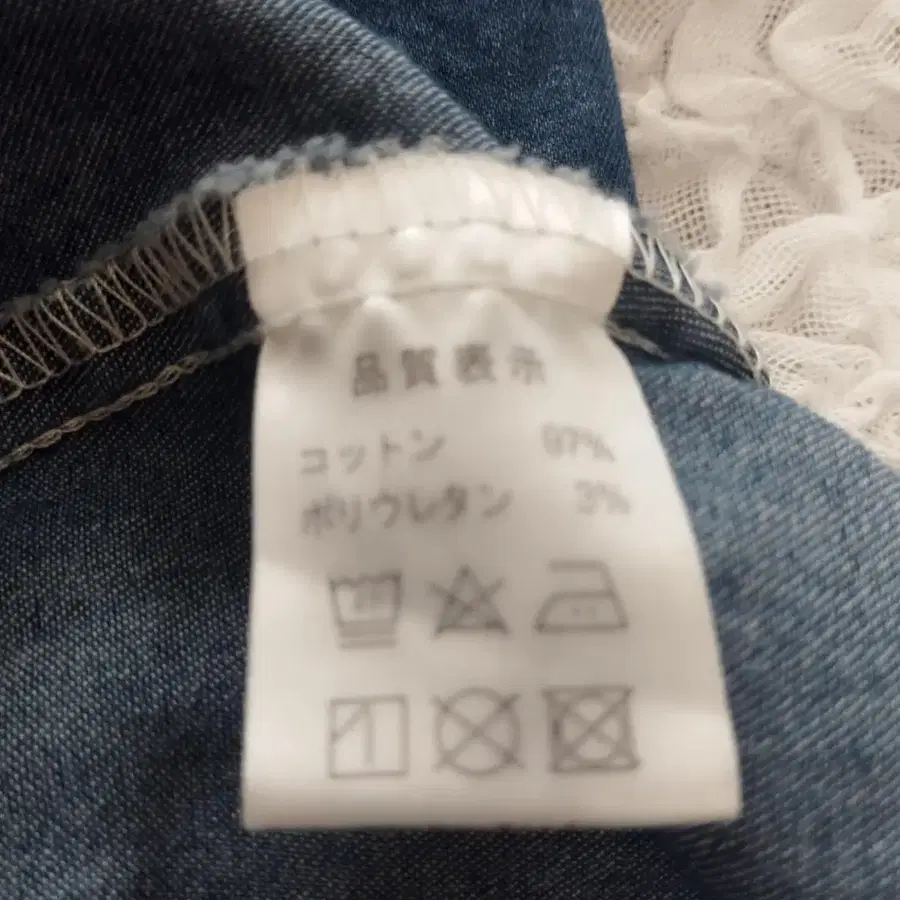 品質表示
コットン 97%
ポリウレタン 3%